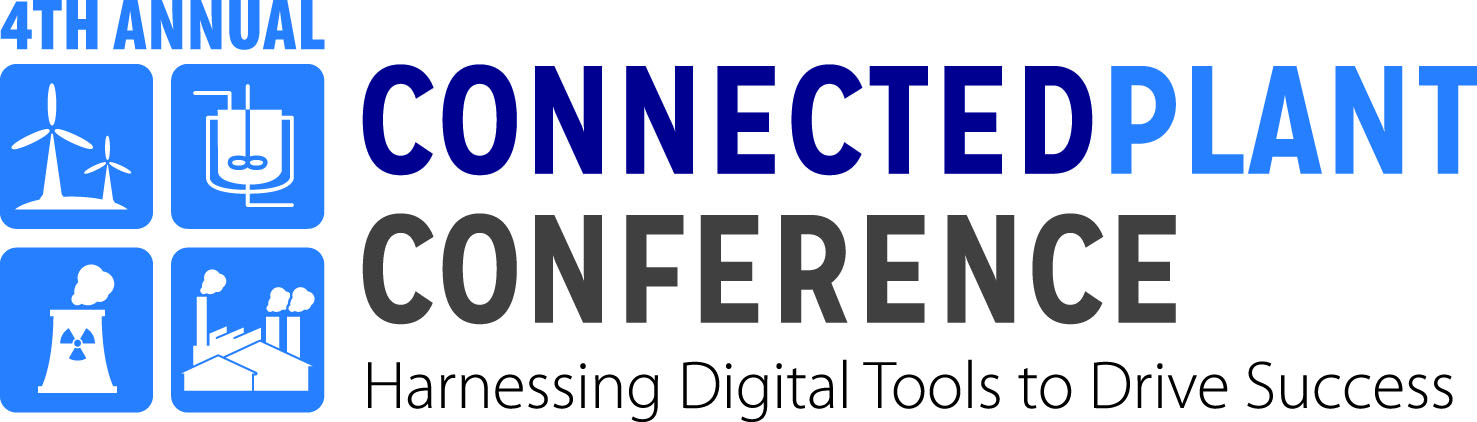 4TH ANNUAL
CONNECTEDPLANT
CONFERENCE
Harnessing Digital Tools to Drive Success